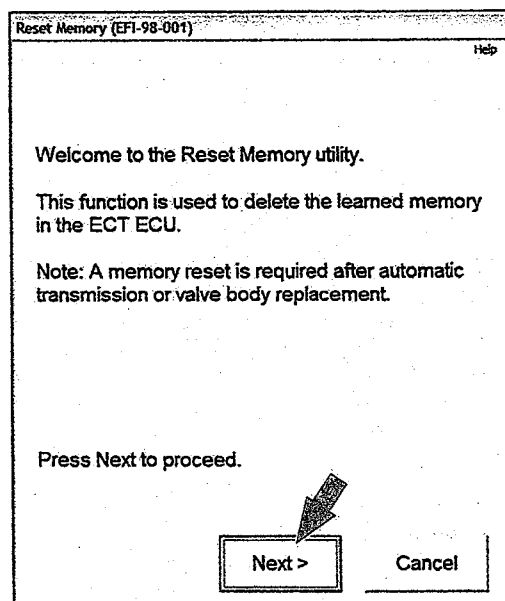 Reset Memory (EFI-98-001)
Help
Welcome to the Reset Memory utility.
This function is used to delete the learned memory
in the ECT ECU.
Note: A memory reset is required after automatic
transmission or valve body replacement.
Press Next to proceed.
Next >
Cancel